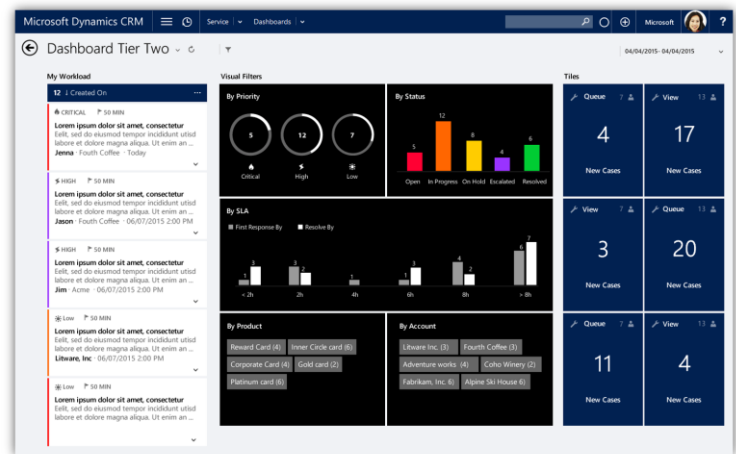 Microsoft Dynamics CRM
Service
Dashboards
Microsoft
?
Dashboard Tier Two
04/04/2015- 04/04/2015
My Workload
12 ↓ Created On ...
CRITICAL 50 MIN
Lorem ipsum dolor sit amet, consectetur
Eelit, sed do eiusmod tempor incididunt utisd
labore et dolore magna aliqua. Ut enim an ...
Jenna · Fouth Coffee · Today
HIGH 50 MIN
Lorem ipsum dolor sit amet, consectetur
Eelit, sed do eiusmod tempor incididunt utisd
labore et dolore magna aliqua. Ut enim an ...
Jason · Fouth Coffee · 06/07/2015 2:00 PM
HIGH 50 MIN
Lorem ipsum dolor sit amet, consectetur
Eelit, sed do eiusmod tempor incididunt utisd
labore et dolore magna aliqua. Ut enim an ...
Jim · Acme · 06/07/2015 2:00 PM
Low 50 MIN
Lorem ipsum dolor sit amet, consectetur
Eelit, sed do eiusmod tempor incididunt utisd
labore et dolore magna aliqua. Ut enim an ...
Litware, Inc · 06/07/2015 2:00 PM
Low 50 MIN
Lorem ipsum dolor sit amet, consectetur
Eelit, sed do eiusmod tempor incididunt utisd
labore et dolore magna aliqua. Ut enim an ...
Visual Filters
By Priority
5 12 7
Critical High Low
By Status
5 12 8 4 6
Open In Progress On Hold Escalated Resolved
By SLA
First Response By Resolve By
1 3 3 2 1 1 3 4 2 6 7
< 2h 2h 4h 6h 8h > 8h
By Product
Reward Card (4) Inner Circle card (6)
Corporate Card (4) Gold card (2)
Platinum card (6)
By Account
Litware Inc. (3) Fourth Coffee (3)
Adventure works (4) Coho Winery (2)
Fabrikam, Inc. 6) Alpine Ski House 6)
Tiles
Queue 7
4
New Cases
View 13
17
New Cases
View 7
3
New Cases
Queue 13
20
New Cases
Queue 7
11
New Cases
View 13
4
New Cases